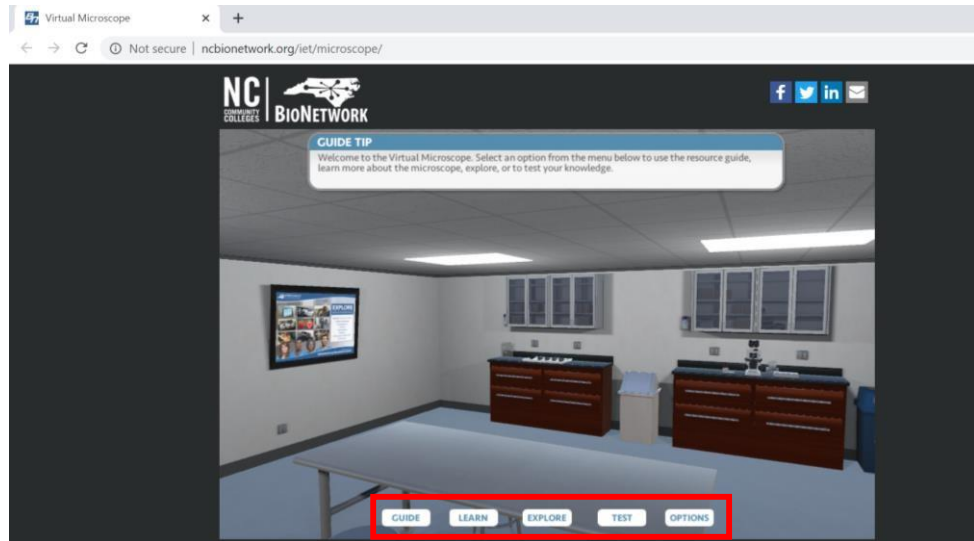 Virtual Microscope
Not secure | ncbionetwork.org/iet/microscope/
NC
COMMUNITY
COLLEGES
BIONETWORK
f in
GUIDE TIP
Welcome to the Virtual Microscope. Select an option from the menu below to use the resource guide,
learn more about the microscope, explore, or to test your knowledge.
EXPLORE
GUIDE LEARN EXPLORE TEST OPTIONS